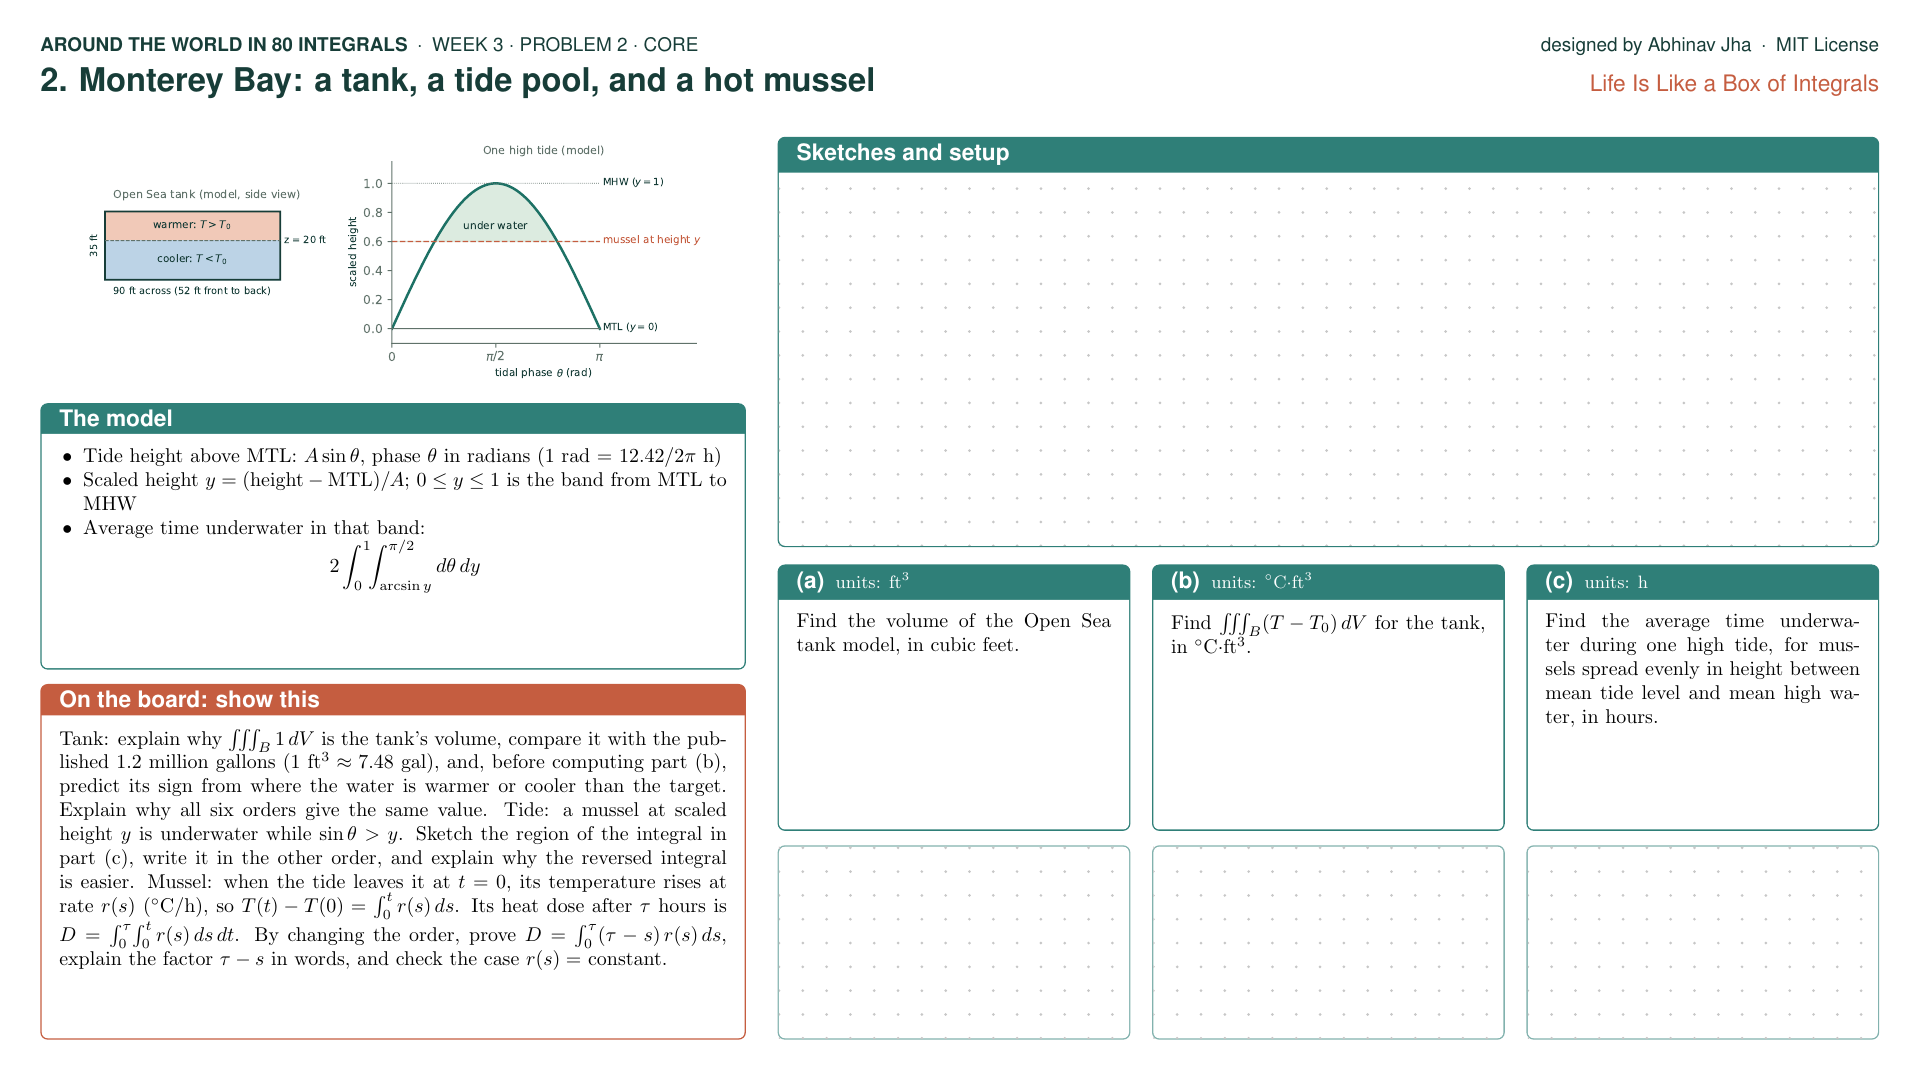 AROUND THE WORLD IN 80 INTEGRALS · WEEK 3 · PROBLEM 2 · CORE
designed by Abhinav Jha · MIT License
2. Monterey Bay: a tank, a tide pool, and a hot mussel
Life Is Like a Box of Integrals
Open Sea tank (model, side view)
warmer: T > T₀
cooler: T < T₀
35 ft
z = 20 ft
90 ft across (52 ft front to back)
One high tide (model)
scaled height
1.0
0.8
0.6
0.4
0.2
0.0
MHW (y = 1)
under water
mussel at height y
MTL (y = 0)
0
π/2
π
tidal phase θ (rad)
The model
• Tide height above MTL: A sin θ, phase θ in radians (1 rad = 12.42/2π h)
• Scaled height y = (height − MTL)/A; 0 ≤ y ≤ 1 is the band from MTL to
MHW
• Average time underwater in that band:
2 ∫₀¹ ∫_{arcsin y}^{π/2} dθ dy
On the board: show this
Tank: explain why ∭_B 1 dV is the tank's volume, compare it with the pub-
lished 1.2 million gallons (1 ft³ ≈ 7.48 gal), and, before computing part (b),
predict its sign from where the water is warmer or cooler than the target.
Explain why all six orders give the same value. Tide: a mussel at scaled
height y is underwater while sin θ > y. Sketch the region of the integral in
part (c), write it in the other order, and explain why the reversed integral
is easier. Mussel: when the tide leaves it at t = 0, its temperature rises at
rate r(s) (°C/h), so T(t) − T(0) = ∫₀ᵗ r(s) ds. Its heat dose after τ hours is
D = ∫₀^τ ∫₀ᵗ r(s) ds dt. By changing the order, prove D = ∫₀^τ (τ − s) r(s) ds,
explain the factor τ − s in words, and check the case r(s) = constant.
Sketches and setup
(a) units: ft³
Find the volume of the Open Sea
tank model, in cubic feet.
(b) units: °C·ft³
Find ∭_B (T − T₀) dV for the tank,
in °C·ft³.
(c) units: h
Find the average time underwa-
ter during one high tide, for mus-
sels spread evenly in height between
mean tide level and mean high wa-
ter, in hours.